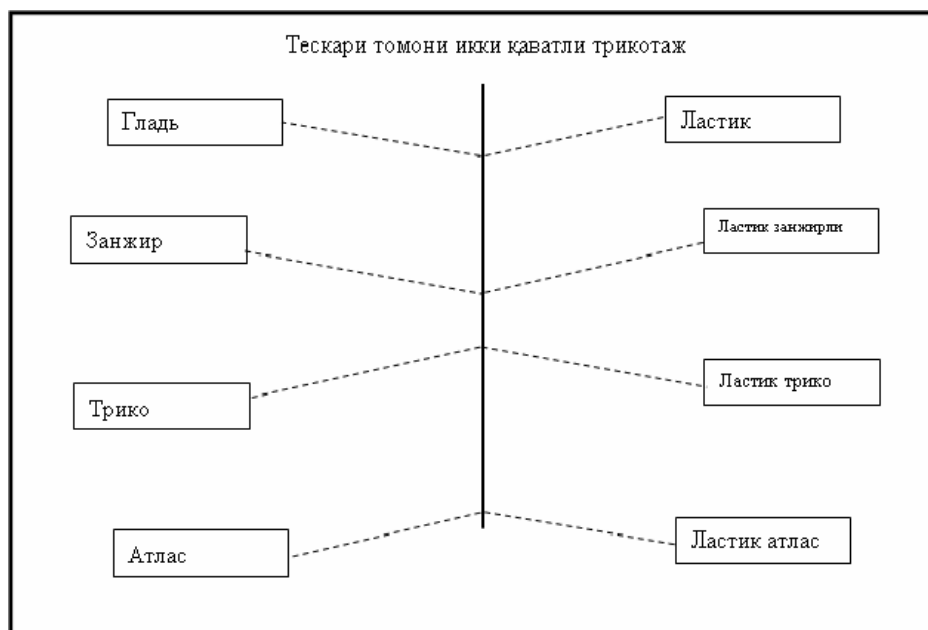 Тескари томони икки қаватли трикотаж
Гладь
Ластик
Занжир
Ластик занжирли
Трико
Ластик трико
Атлас
Ластик атлас